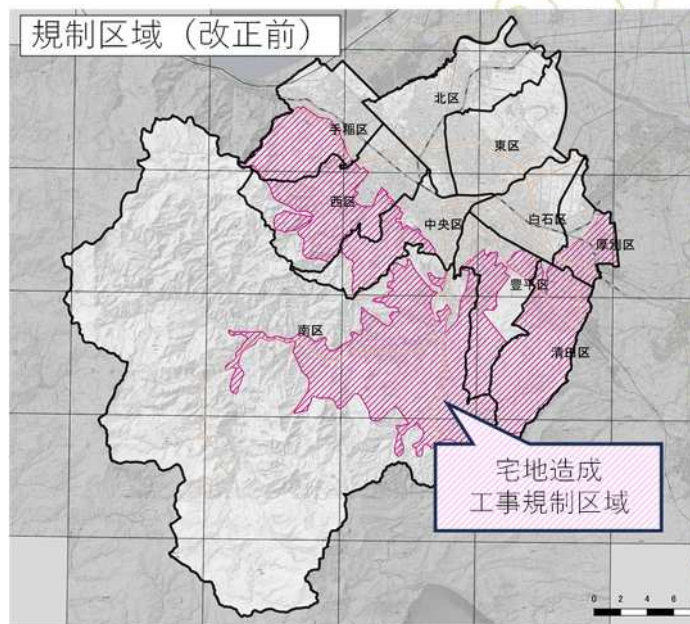 規制区域（改正前）
北区
手稲区
東区
西区
中央区
白石区
厚別区
豊平区
南区
清田区
宅地造成
工事規制区域
0 2 4 6